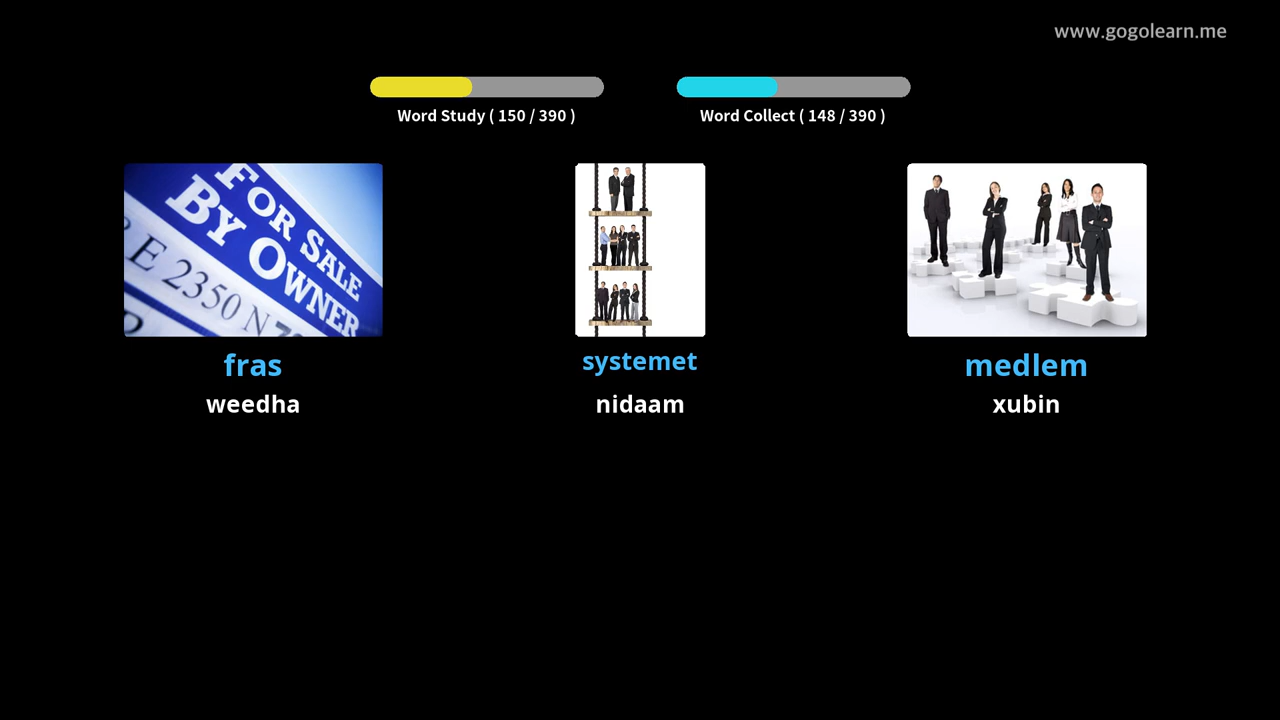 www.gogolearn.me
Word Study ( 150 / 390 )
Word Collect ( 148 / 390 )
FOR SALE
BY OWNER
E 2350 N
fras
systemet
medlem
weedha
nidaam
xubin